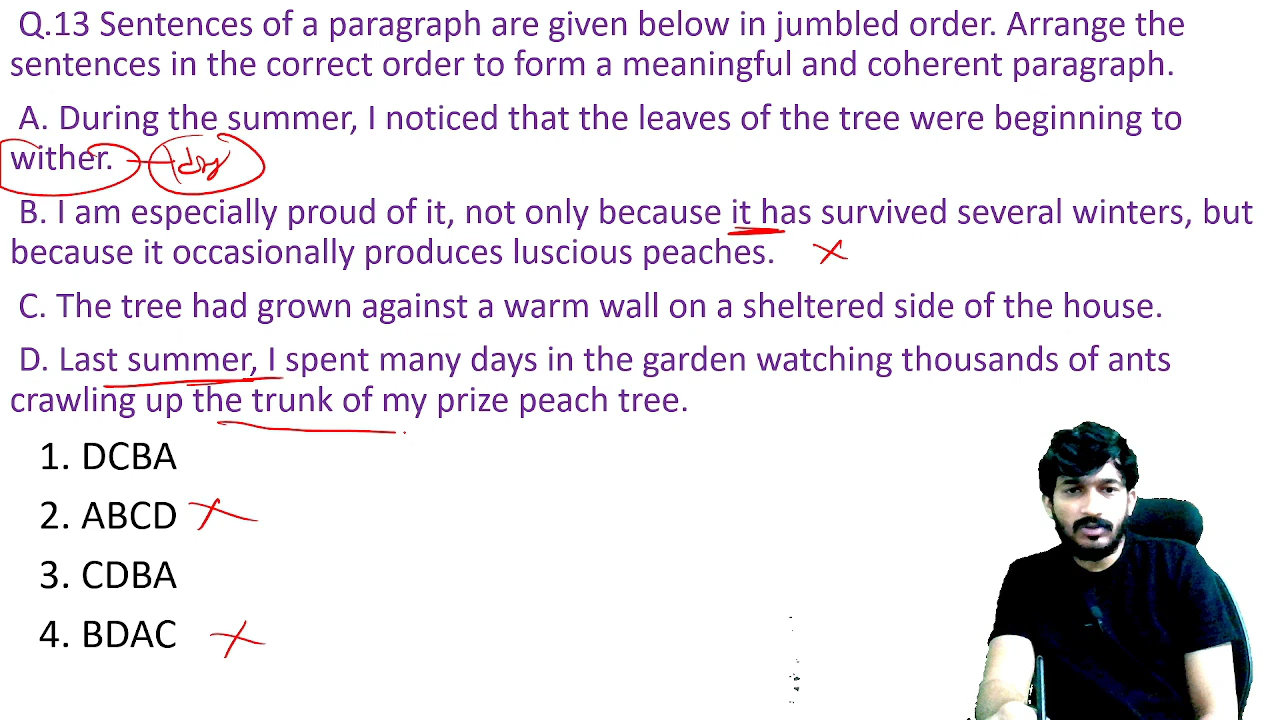 Q.13 Sentences of a paragraph are given below in jumbled order. Arrange the
sentences in the correct order to form a meaningful and coherent paragraph.
A. During the summer, I noticed that the leaves of the tree were beginning to
wither. dry
B. I am especially proud of it, not only because it has survived several winters, but
because it occasionally produces luscious peaches.
C. The tree had grown against a warm wall on a sheltered side of the house.
D. Last summer, I spent many days in the garden watching thousands of ants
crawling up the trunk of my prize peach tree.
1. DCBA
2. ABCD
3. CDBA
4. BDAC